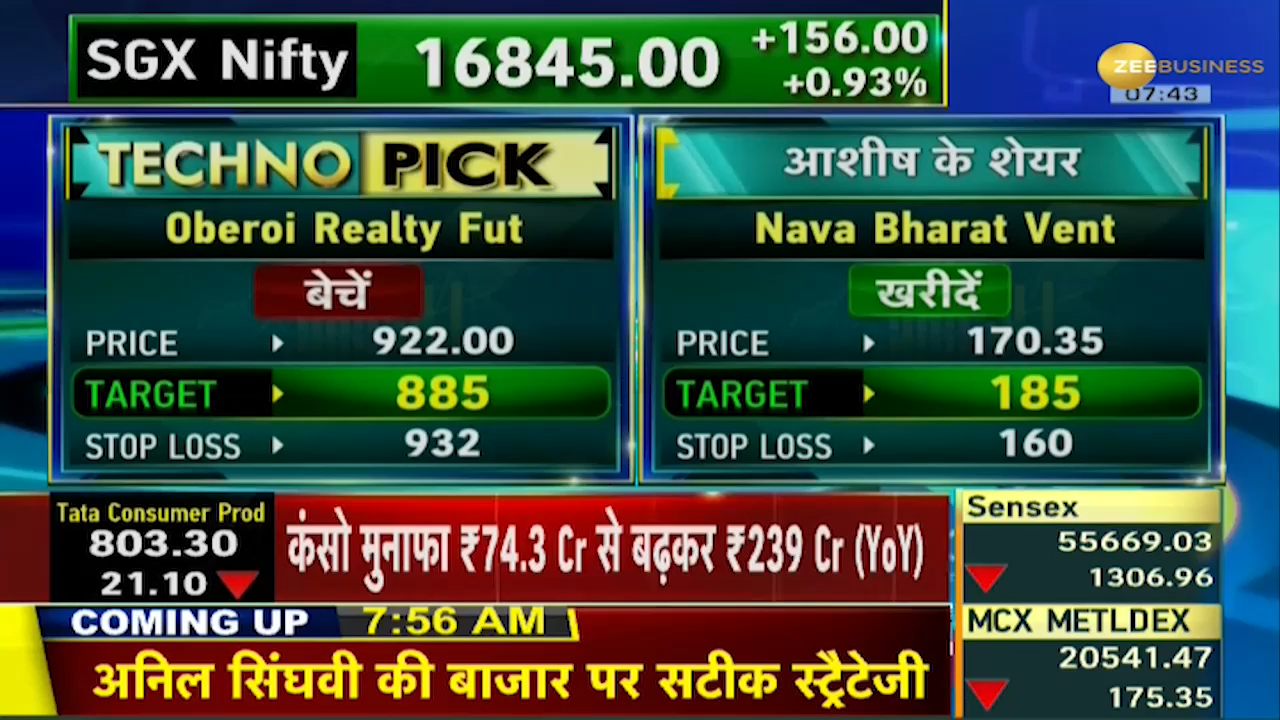 SGX Nifty 16845.00 +156.00
+0.93%
ZEEBUSINESS
07:43
TECHNO PICK
Oberoi Realty Fut
बेचें
PRICE 922.00
TARGET 885
STOP LOSS 932
आशीष के शेयर
Nava Bharat Vent
खरीदें
PRICE 170.35
TARGET 185
STOP LOSS 160
Tata Consumer Prod
803.30
21.10
कंसो मुनाफा ₹74.3 Cr से बढ़कर ₹239 Cr (YoY)
Sensex
55669.03
1306.96
COMING UP 7:56 AM
अनिल सिंघवी की बाजार पर सटीक स्ट्रैटेजी
MCX METLDEX
20541.47
175.35